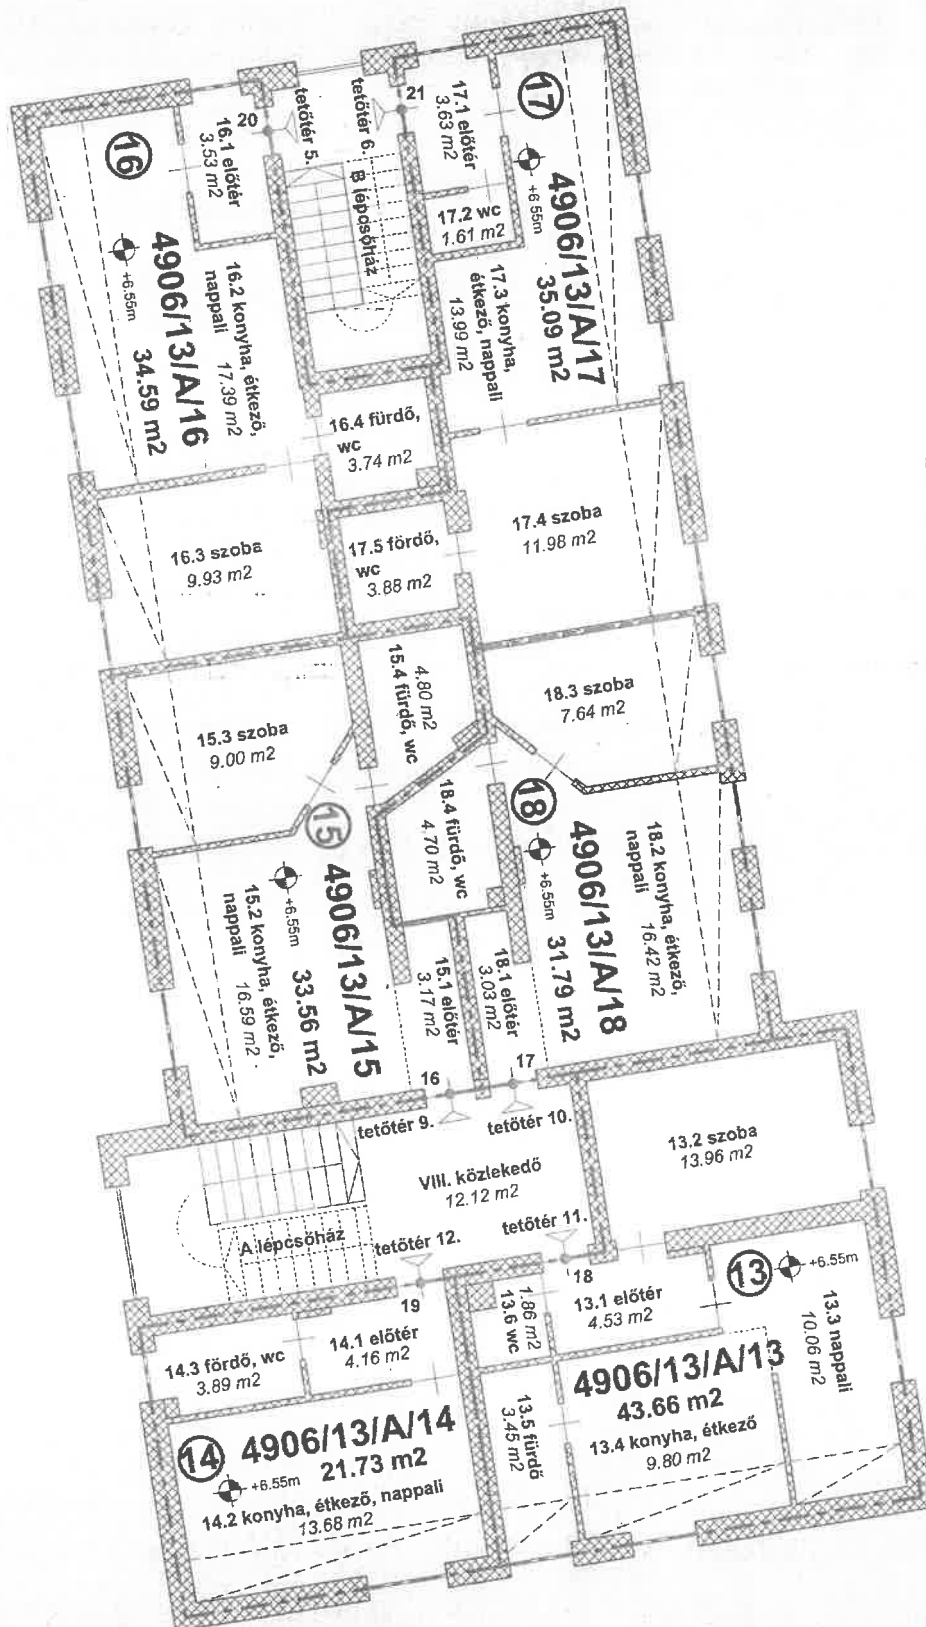 16
20
16.1 előtér
3.53 m2
tetőtér 5.
tetőtér 6.
B lépcsőház
21
17.1 előtér
3.63 m2
17
17.2 wc
1.61 m2
+6.55m
4906/13/A/17
35.09 m2
17.3 konyha,
étkező, nappali
13.99 m2
+6.55m
4906/13/A/16
34.59 m2
16.2 konyha, étkező,
nappali 17.39 m2
16.4 fürdő,
wc
3.74 m2
16.3 szoba
9.93 m2
17.5 fördő,
wc
3.88 m2
17.4 szoba
11.98 m2
15.3 szoba
9.00 m2
15.4 fürdő, wc
4,80 m2
18.3 szoba
7.64 m2
15
18.4 fürdő, wc
4.70 m2
18
+6.55m
4906/13/A/18
31.79 m2
18.2 konyha, étkező,
nappali 16.42 m2
+6.55m
4906/13/A/15
33.56 m2
15.2 konyha, étkező,
nappali 16.59 m2
15.1 előtér
3.17 m2
18.1 előtér
3.03 m2
16
17
tetőtér 9.
tetőtér 10.
VIII. közlekedő
12.12 m2
13.2 szoba
13.96 m2
A lépcsőház
tetőtér 12.
tetőtér 11.
19
18
14.3 fördő, wc
3.89 m2
14.1 előtér
4.16 m2
13.6 wc
1.86 m2
13.1 előtér
4.53 m2
13
+6.55m
13.3 nappali
10.06 m2
14
4906/13/A/14
+6.55m 21.73 m2
14.2 konyha, étkező, nappali
13.68 m2
13.5 fürdő
3.45 m2
4906/13/A/13
43.66 m2
13.4 konyha, étkező
9.80 m2